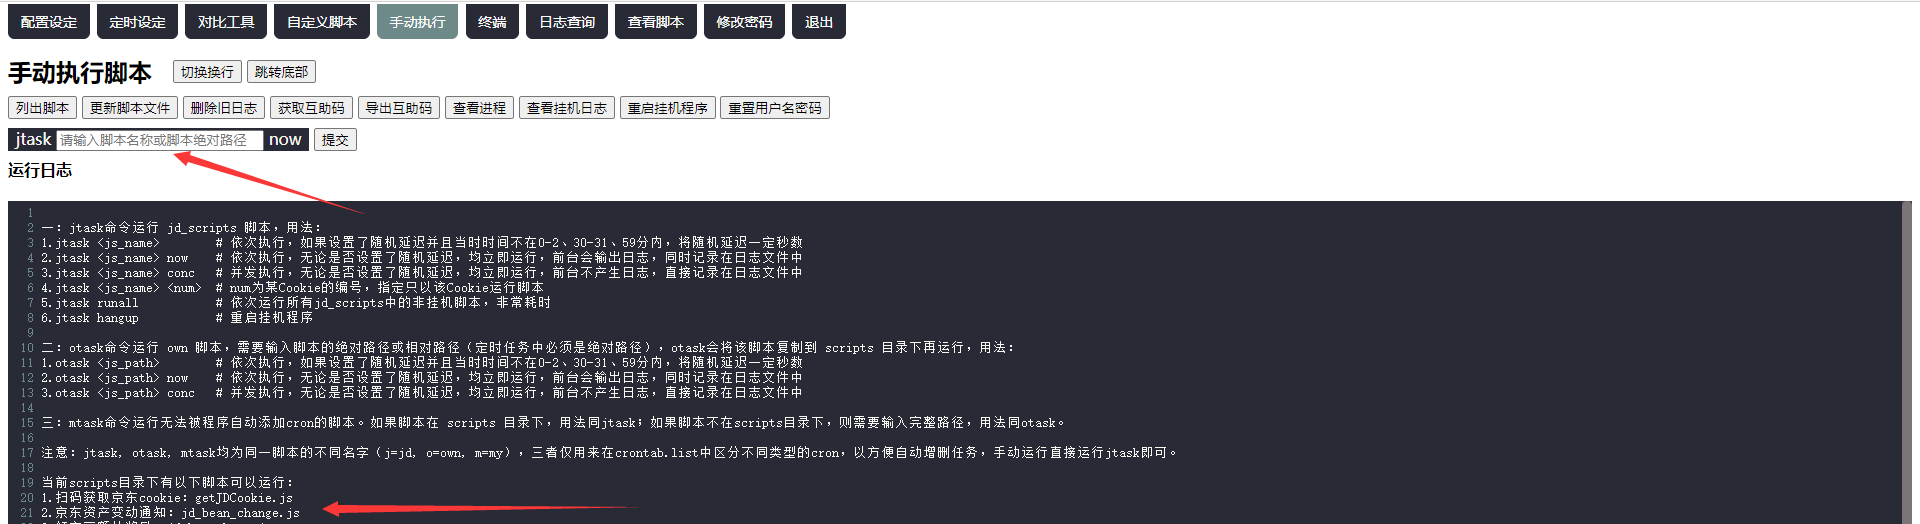 配置设定 定时设定 对比工具 自定义脚本 手动执行 终端 日志查询 查看脚本 修改密码 退出
手动执行脚本 切换换行 跳转底部
列出脚本 更新脚本文件 删除旧日志 获取互助码 导出互助码 查看进程 查看挂机日志 重启挂机程序 重置用户名密码
jtask 请输入脚本名称或脚本绝对路径 now 提交
运行日志
1
2 一: jtask命令运行 jd_scripts 脚本，用法:
3 1.jtask <js_name> # 依次执行，如果设置了随机延迟并且当时时间不在0-2、30-31、59分内，将随机延迟一定秒数
4 2.jtask <js_name> now # 依次执行，无论是否设置了随机延迟，均立即运行，前台会输出日志，同时记录在日志文件中
5 3.jtask <js_name> conc # 并发执行，无论是否设置了随机延迟，均立即运行，前台不产生日志，直接记录在日志文件中
6 4.jtask <js_name> <num> # num为某Cookie的编号，指定只以该Cookie运行脚本
7 5.jtask runall # 依次运行所有jd_scripts中的非挂机脚本，非常耗时
8 6.jtask hangup # 重启挂机程序
9
10 二: otask命令运行 own 脚本，需要输入脚本的绝对路径或相对路径（定时任务中必须是绝对路径），otask会将该脚本复制到 scripts 目录下再运行，用法:
11 1.otask <js_path> # 依次执行，如果设置了随机延迟并且当时时间不在0-2、30-31、59分内，将随机延迟一定秒数
12 2.otask <js_path> now # 依次执行，无论是否设置了随机延迟，均立即运行，前台会输出日志，同时记录在日志文件中
13 3.otask <js_path> conc # 并发执行，无论是否设置了随机延迟，均立即运行，前台不产生日志，直接记录在日志文件中
14
15 三: mtask命令运行无法被程序自动添加cron的脚本。如果脚本在 scripts 目录下，用法同jtask；如果脚本不在scripts目录下，则需要输入完整路径，用法同otask。
16
17 注意: jtask, otask, mtask均为同一脚本的不同名字（j=jd, o=own, m=my），三者仅用来在crontab.list中区分不同类型的cron，以方便自动增删任务，手动运行直接运行jtask即可。
18
19 当前scripts目录下有以下脚本可以运行:
20 1.扫码获取京东cookie: getJDCookie.js
21 2.京东资产变动通知: jd_bean_change.js